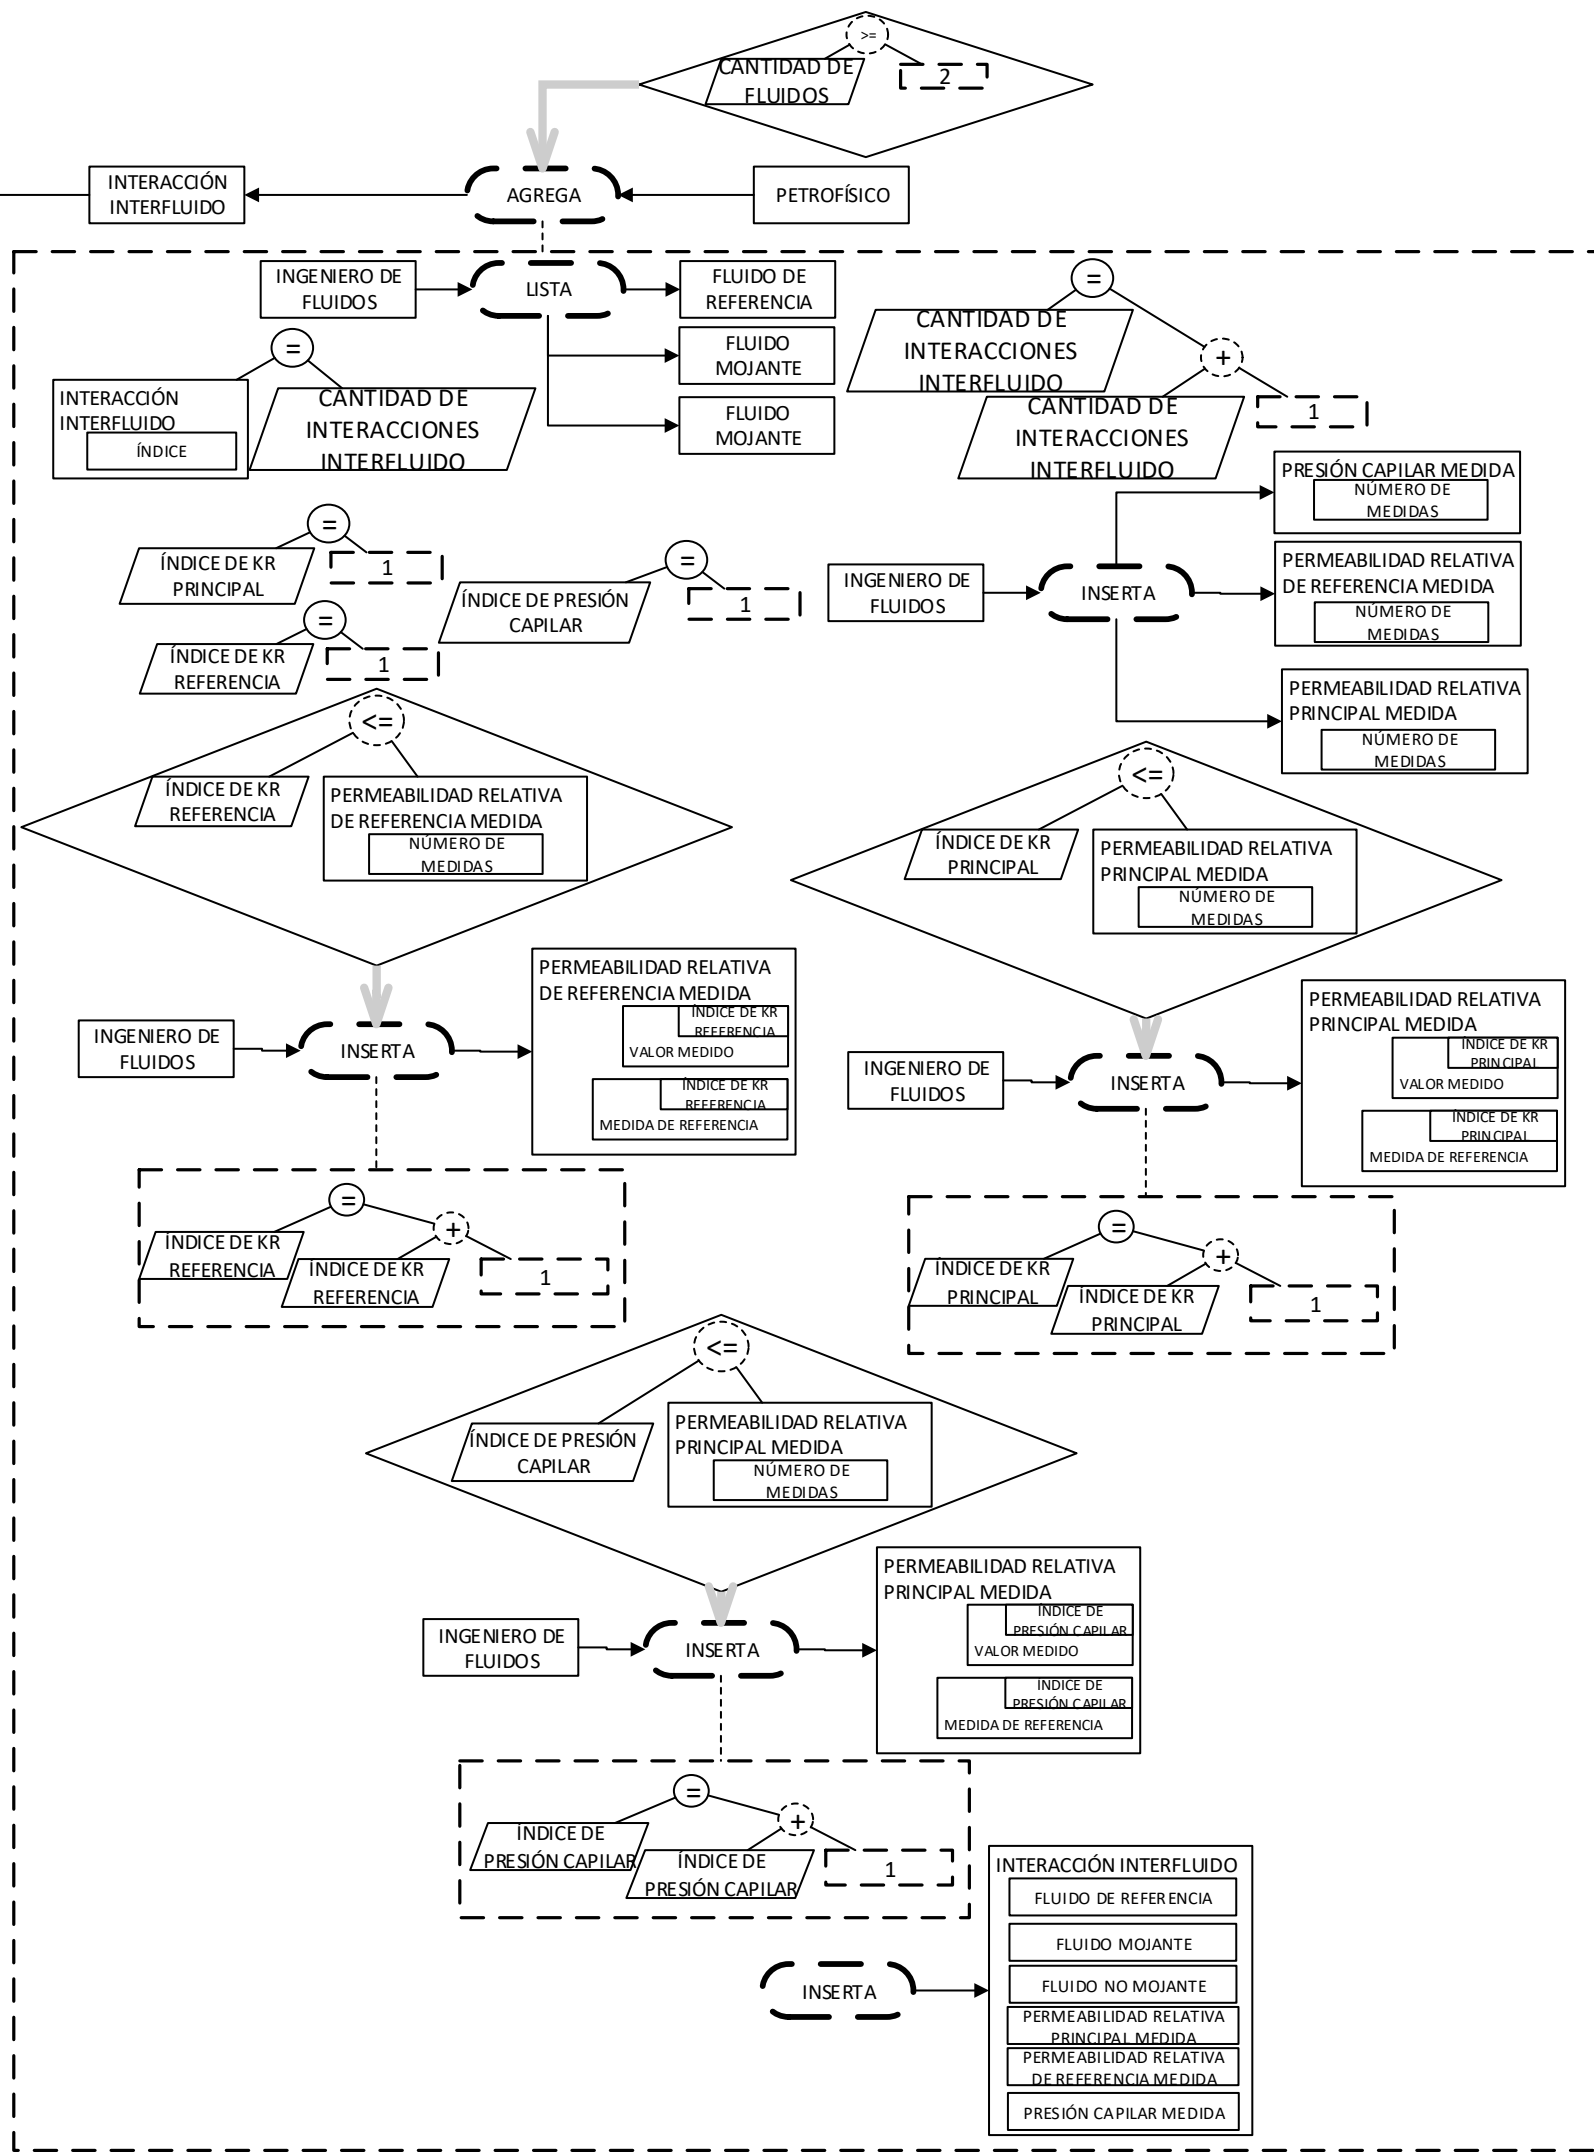 >=
CANTIDAD DE
FLUIDOS
2
INTERACCIÓN
INTERFLUIDO
AGREGA
PETROFÍSICO
INGENIERO DE
FLUIDOS
LISTA
FLUIDO DE
REFERENCIA
FLUIDO
MOJANTE
FLUIDO
MOJANTE
=
INTERACCIÓN
INTERFLUIDO
ÍNDICE
CANTIDAD DE
INTERACCIONES
INTERFLUIDO
=
CANTIDAD DE
INTERACCIONES
INTERFLUIDO
+
CANTIDAD DE
INTERACCIONES
INTERFLUIDO
1
=
ÍNDICE DE KR
PRINCIPAL
1
=
ÍNDICE DE KR
REFERENCIA
1
=
ÍNDICE DE PRESIÓN
CAPILAR
1
INGENIERO DE
FLUIDOS
INSERTA
PRESIÓN CAPILAR MEDIDA
NÚMERO DE
MEDIDAS
PERMEABILIDAD RELATIVA
DE REFERENCIA MEDIDA
NÚMERO DE
MEDIDAS
PERMEABILIDAD RELATIVA
PRINCIPAL MEDIDA
NÚMERO DE
MEDIDAS
<=
ÍNDICE DE KR
REFERENCIA
PERMEABILIDAD RELATIVA
DE REFERENCIA MEDIDA
NÚMERO DE
MEDIDAS
<=
ÍNDICE DE KR
PRINCIPAL
PERMEABILIDAD RELATIVA
PRINCIPAL MEDIDA
NÚMERO DE
MEDIDAS
INGENIERO DE
FLUIDOS
INSERTA
PERMEABILIDAD RELATIVA
DE REFERENCIA MEDIDA
ÍNDICE DE KR
REFERENCIA
VALOR MEDIDO
ÍNDICE DE KR
REFERENCIA
MEDIDA DE REFERENCIA
INGENIERO DE
FLUIDOS
INSERTA
PERMEABILIDAD RELATIVA
PRINCIPAL MEDIDA
ÍNDICE DE KR
PRINCIPAL
VALOR MEDIDO
ÍNDICE DE KR
PRINCIPAL
MEDIDA DE REFERENCIA
=
ÍNDICE DE KR
REFERENCIA
+
ÍNDICE DE KR
REFERENCIA
1
=
ÍNDICE DE KR
PRINCIPAL
+
ÍNDICE DE KR
PRINCIPAL
1
<=
ÍNDICE DE PRESIÓN
CAPILAR
PERMEABILIDAD RELATIVA
PRINCIPAL MEDIDA
NÚMERO DE
MEDIDAS
INGENIERO DE
FLUIDOS
INSERTA
PERMEABILIDAD RELATIVA
PRINCIPAL MEDIDA
ÍNDICE DE
PRESIÓN CAPILAR
VALOR MEDIDO
ÍNDICE DE
PRESIÓN CAPILAR
MEDIDA DE REFERENCIA
=
ÍNDICE DE
PRESIÓN CAPILAR
+
ÍNDICE DE
PRESIÓN CAPILAR
1
INSERTA
INTERACCIÓN INTERFLUIDO
FLUIDO DE REFERENCIA
FLUIDO MOJANTE
FLUIDO NO MOJANTE
PERMEABILIDAD RELATIVA
PRINCIPAL MEDIDA
PERMEABILIDAD RELATIVA
DE REFERENCIA MEDIDA
PRESIÓN CAPILAR MEDIDA